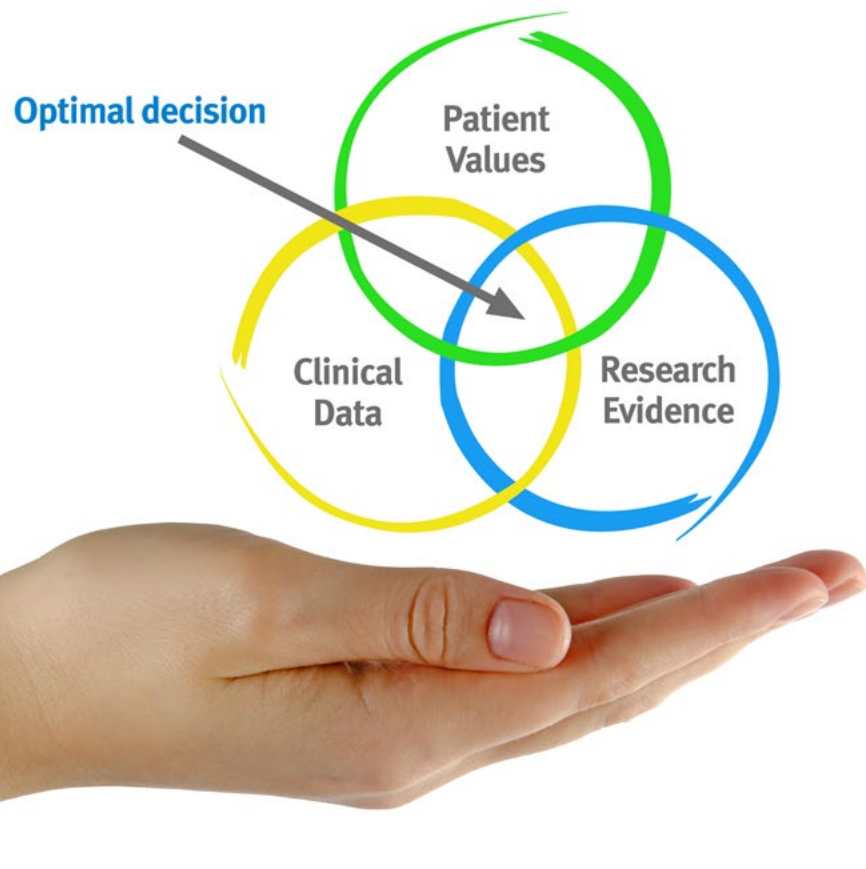 Optimal decision
Patient
Values
Clinical
Data
Research
Evidence